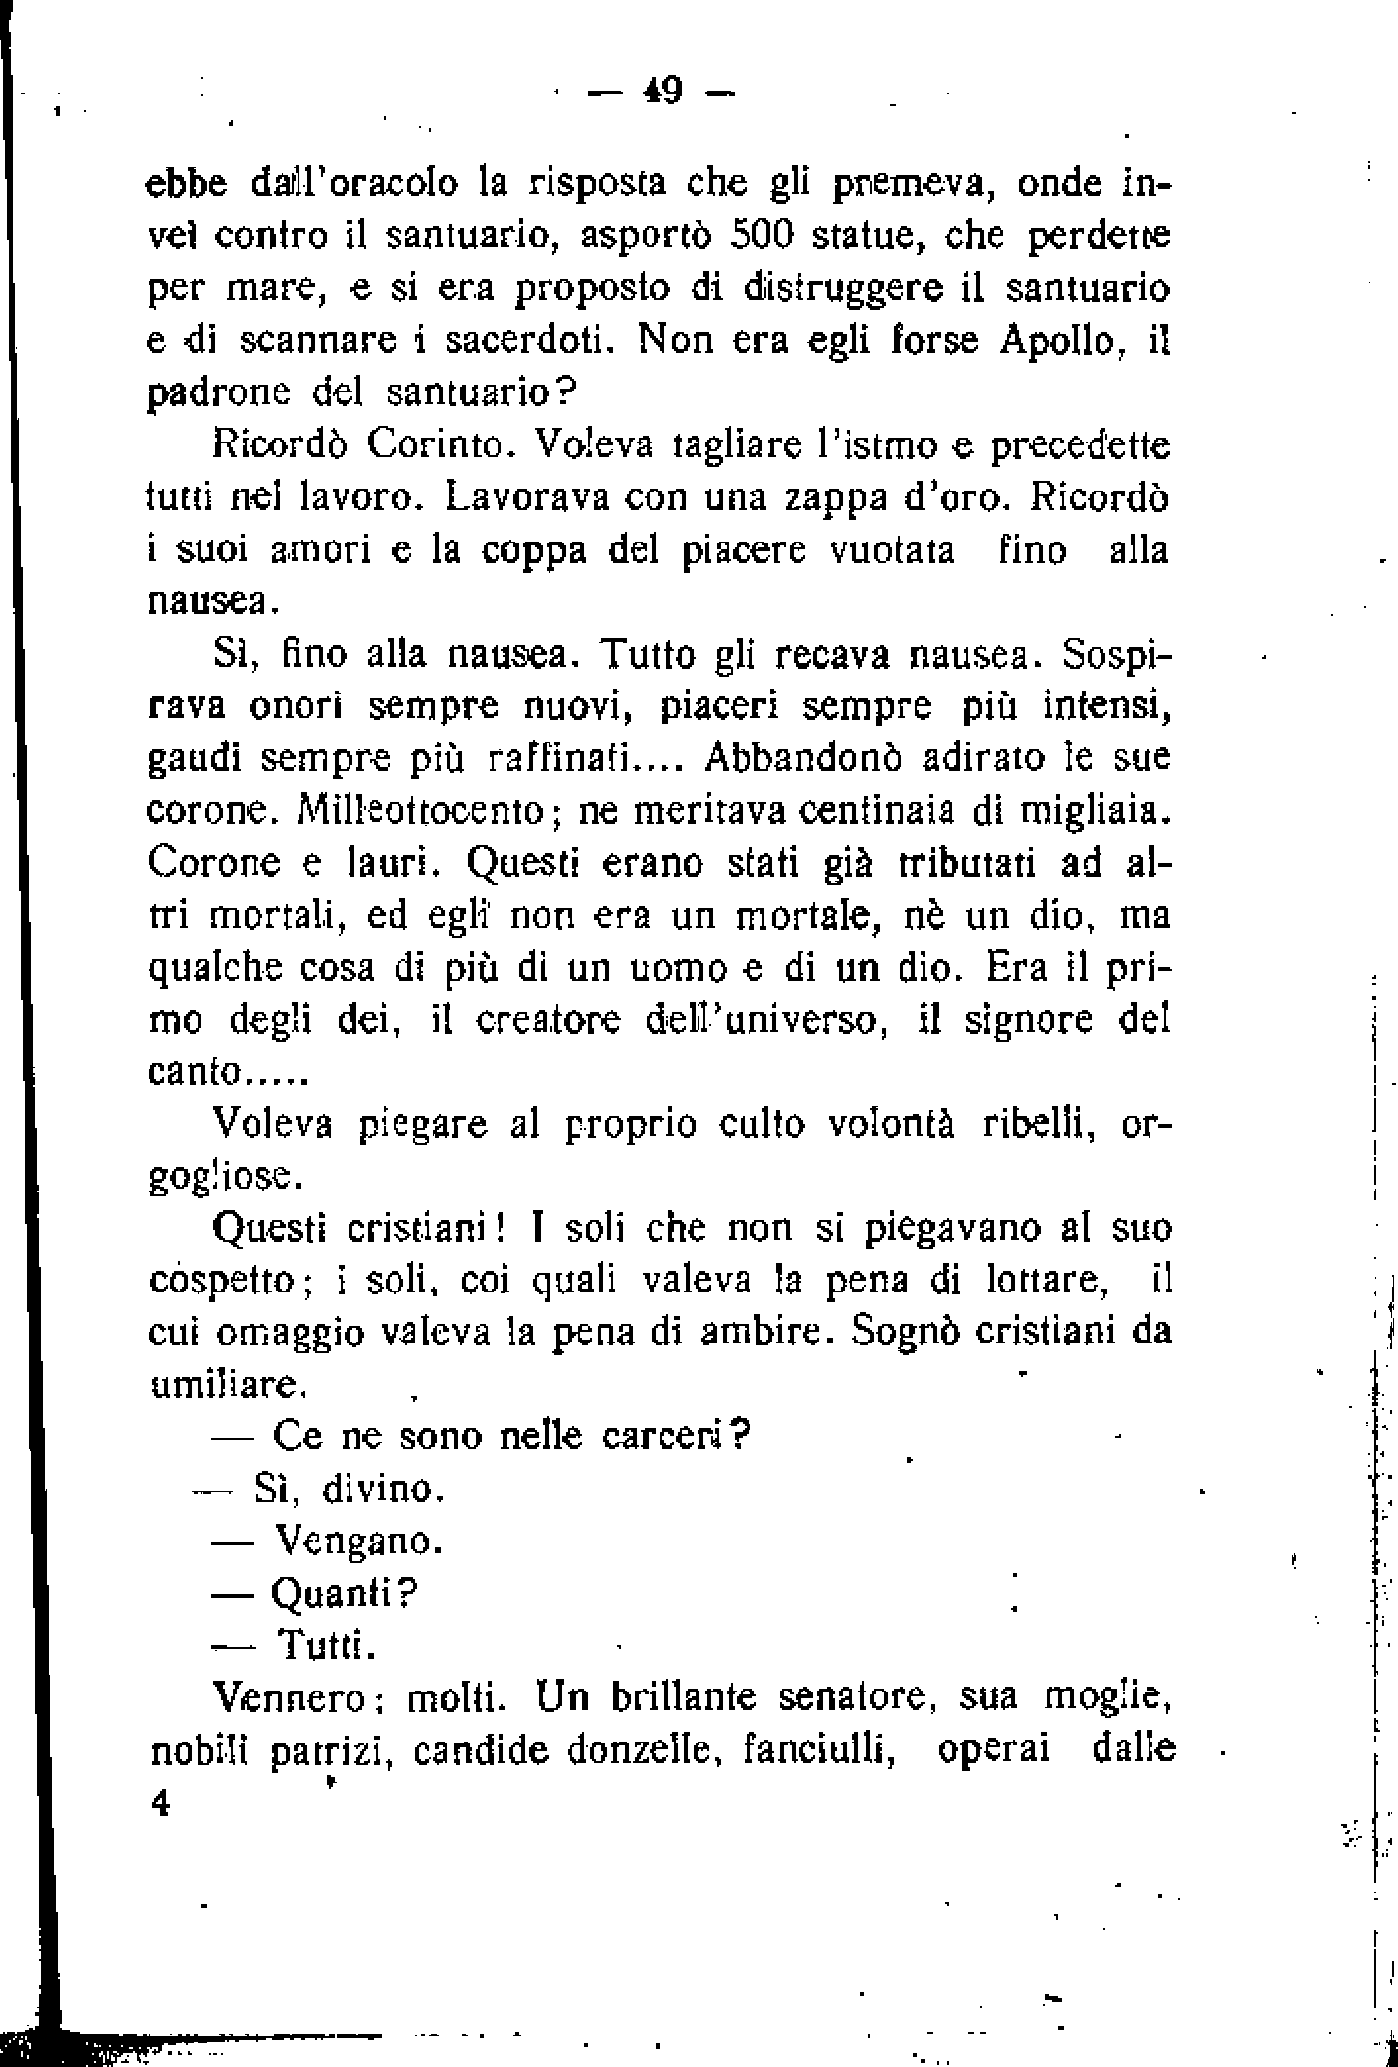 — 49 —
ebbe dall'oracolo la risposta che gli premeva, onde in-
veì contro il santuario, asportò 500 statue, che perdette
per mare, e si era proposto di distruggere il santuario
e di scannare i sacerdoti. Non era egli forse Apollo, il
padrone del santuario?
Ricordò Corinto. Voleva tagliare l'istmo e precedette
tutti nel lavoro. Lavorava con una zappa d'oro. Ricordò
i suoi amori e la coppa del piacere vuotata fino alla
nausea.
Sì, fino alla nausea. Tutto gli recava nausea. Sospi-
rava onori sempre nuovi, piaceri sempre più intensi,
gaudi sempre più raffinati.... Abbandonò adirato le sue
corone. Milleottocento; ne meritava centinaia di migliaia.
Corone e lauri. Questi erano stati già tributati ad al-
tri mortali, ed egli non era un mortale, nè un dio, ma
qualche cosa di più di un uomo e di un dio. Era il pri-
mo degli dei, il creatore dell'universo, il signore del
canto.....
Voleva piegare al proprio culto volontà ribelli, or-
gogliose.
Questi cristiani! I soli che non si piegavano al suo
cospetto; i soli, coi quali valeva la pena di lottare, il
cui omaggio valeva la pena di ambire. Sognò cristiani da
umiliare.
— Ce ne sono nelle carceri?
— Sì, divino.
— Vengano.
— Quanti?
— Tutti.
Vennero; molti. Un brillante senatore, sua moglie,
nobili patrizi, candide donzelle, fanciulli, operai dalle
4